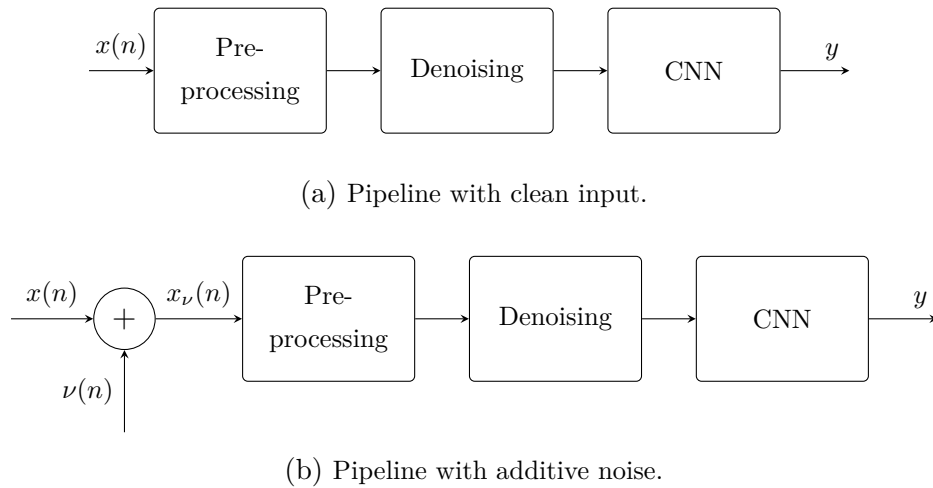 x(n)
Pre-
processing
Denoising
CNN
y
(a) Pipeline with clean input.
x(n)
+
x_ν(n)
ν(n)
Pre-
processing
Denoising
CNN
y
(b) Pipeline with additive noise.